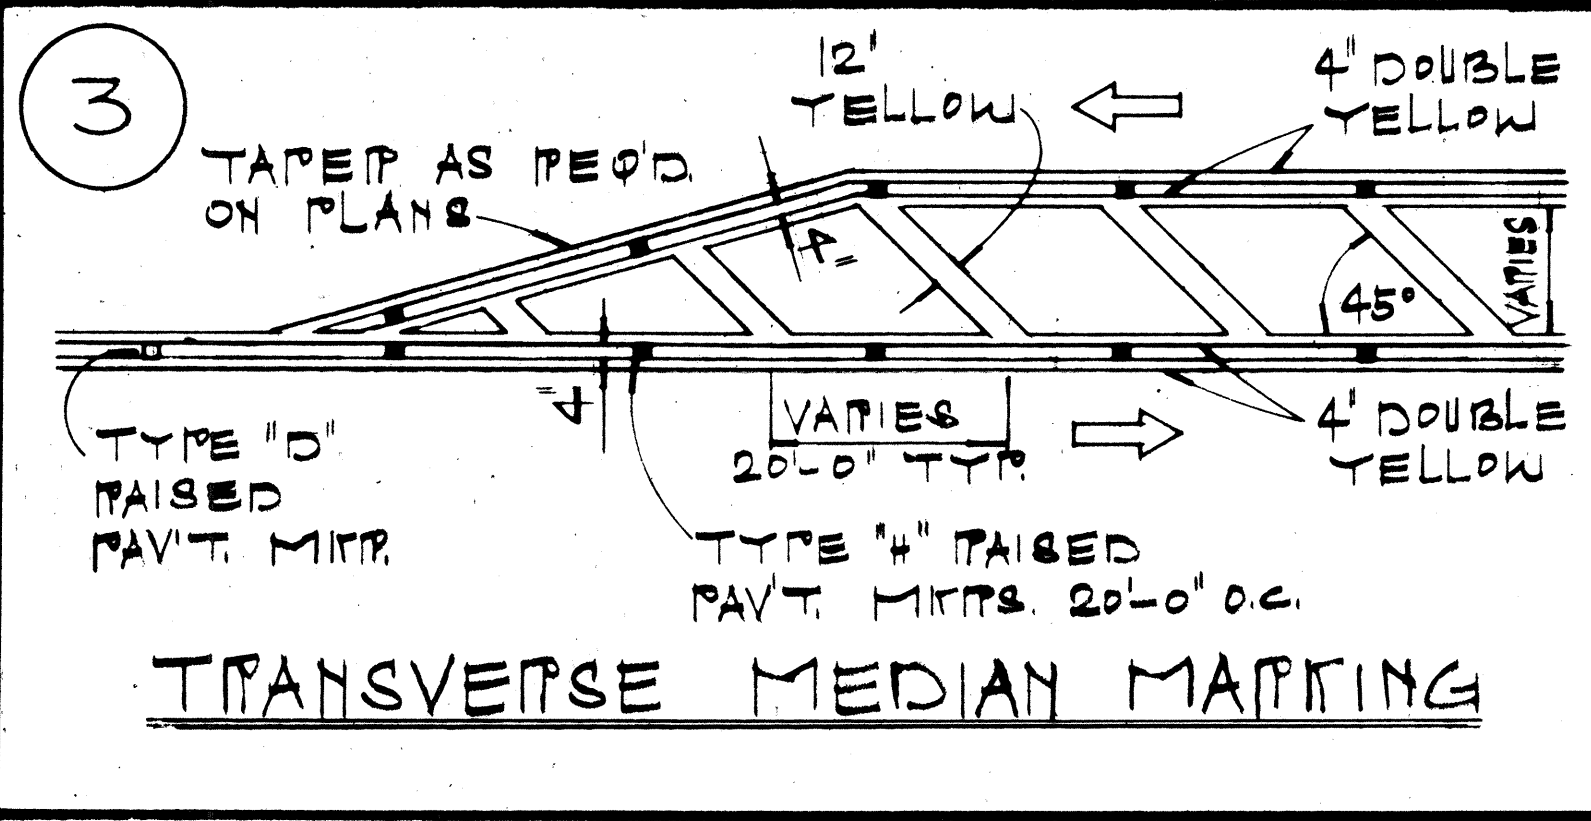 3
12"
YELLOW
4" DOUBLE
YELLOW
TAPER AS REQ'D.
ON PLANS
4"
45°
VARIES
4"
VARIES
20'-0" TYP.
4" DOUBLE
YELLOW
TYPE "D"
RAISED
PAV'T. MKR.
TYPE "H" RAISED
PAV'T. MKRS. 20'-0" O.C.
TRANSVERSE MEDIAN MARKING